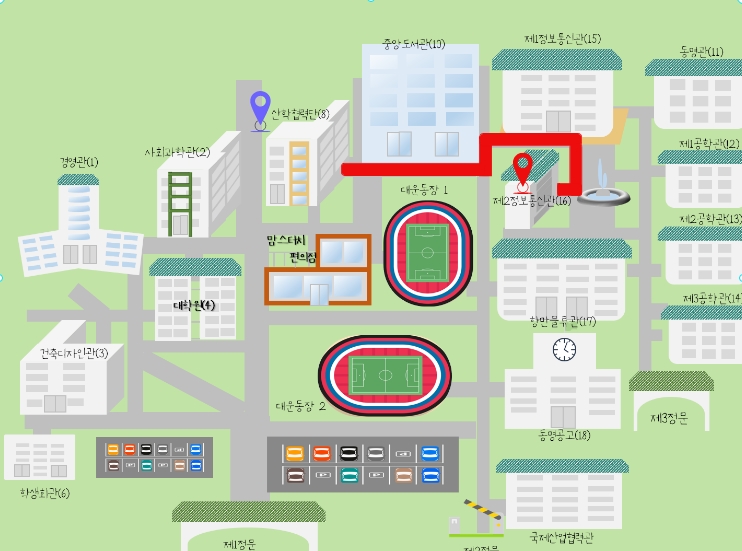 제1정보통신관(15)
중앙도서관(10)
동명관(11)
산학협력단(8)
제1공학관(12)
사회과학관(2)
경영관(1)
대운동장 1
제2정보통신관(16)
제2공학관(13)
맘스터치
편의점
제3공학관(14
대학원(4)
항만물류관(17)
건축디자인관(3)
대운동장 2
제3정문
동명공고(18)
학생회관(6)
국제산업협력관
제1정문
제2정문